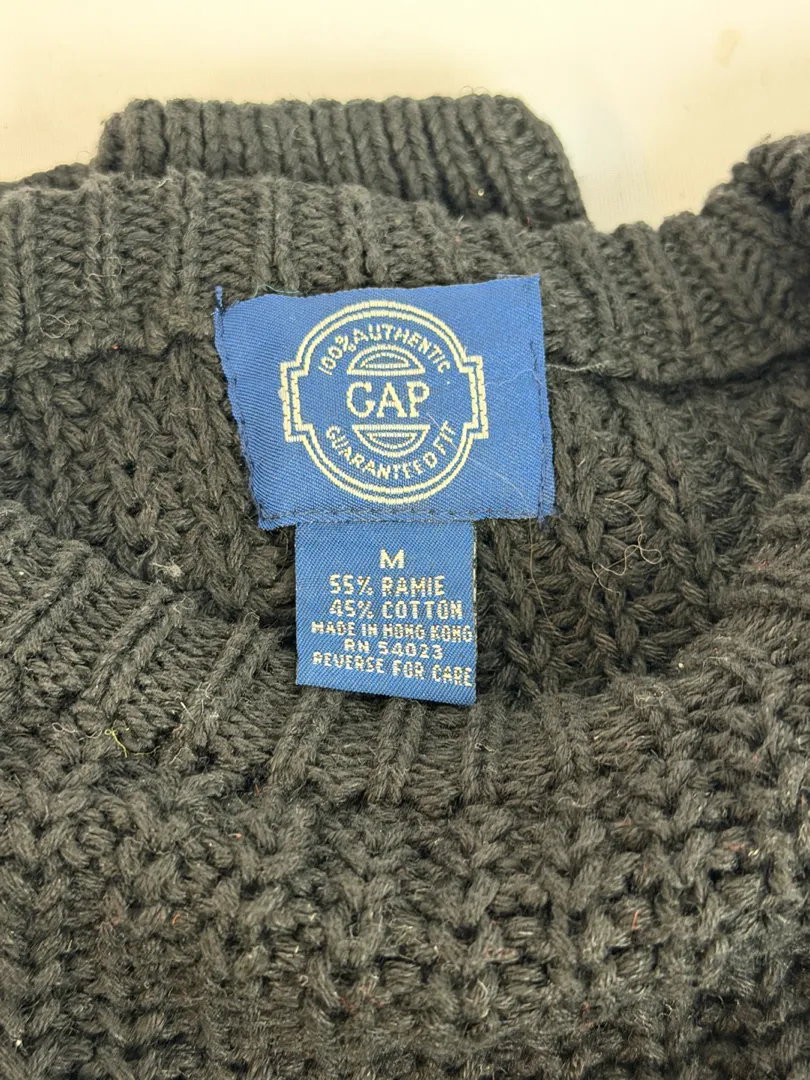 100% AUTHENTIC
GAP
GUARANTEED FIT
M
55% RAMIE
45% COTTON
MADE IN HONG KONG
RN 54023
REVERSE FOR CARE